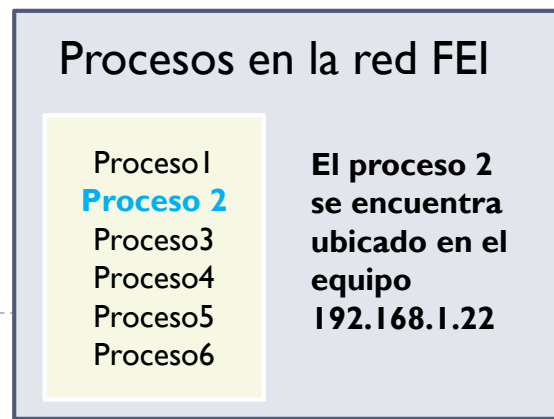 Procesos en la red FEI
Proceso1
Proceso 2
Proceso3
Proceso4
Proceso5
Proceso6
El proceso 2
se encuentra
ubicado en el
equipo
192.168.1.22